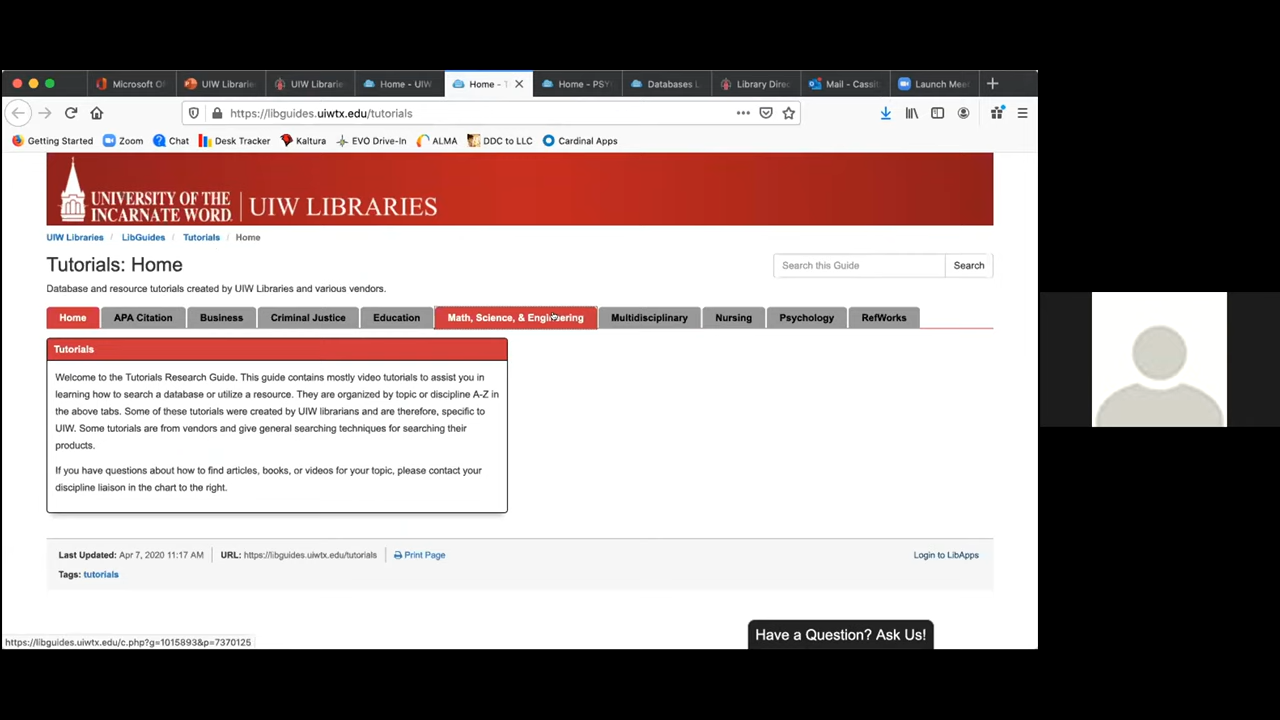 Microsoft O
UIW Librarie
UIW Librarie
Home - UIW
Home - T
Home - PSY
Databases L
Library Dire
Mail - Cassi
Launch Mee
https://libguides.uiwtx.edu/tutorials
Getting Started
Zoom
Chat
Desk Tracker
Kaltura
EVO Drive-In
ALMA
DDC to LCC
Cardinal Apps
UNIVERSITY OF THE
INCARNATE WORD
UIW LIBRARIES
UIW Libraries / LibGuides / Tutorials / Home
Tutorials: Home
Search this Guide
Search
Database and resource tutorials created by UIW Libraries and various vendors.
Home
APA Citation
Business
Criminal Justice
Education
Math, Science, & Engineering
Multidisciplinary
Nursing
Psychology
RefWorks
Tutorials
Welcome to the Tutorials Research Guide. This guide contains mostly video tutorials to assist you in
learning how to search a database or utilize a resource. They are organized by topic or discipline A-Z in
the above tabs. Some of these tutorials were created by UIW librarians and are therefore, specific to
UIW. Some tutorials are from vendors and give general searching techniques for searching their
products.
If you have questions about how to find articles, books, or videos for your topic, please contact your
discipline liaison in the chart to the right.
Last Updated: Apr 7, 2020 11:17 AM
URL: https://libguides.uiwtx.edu/tutorials
Print Page
Login to LibApps
Tags: tutorials
Have a Question? Ask Us!
https://libguides.uiwtx.edu/c.php?g=1015893&p=7370125